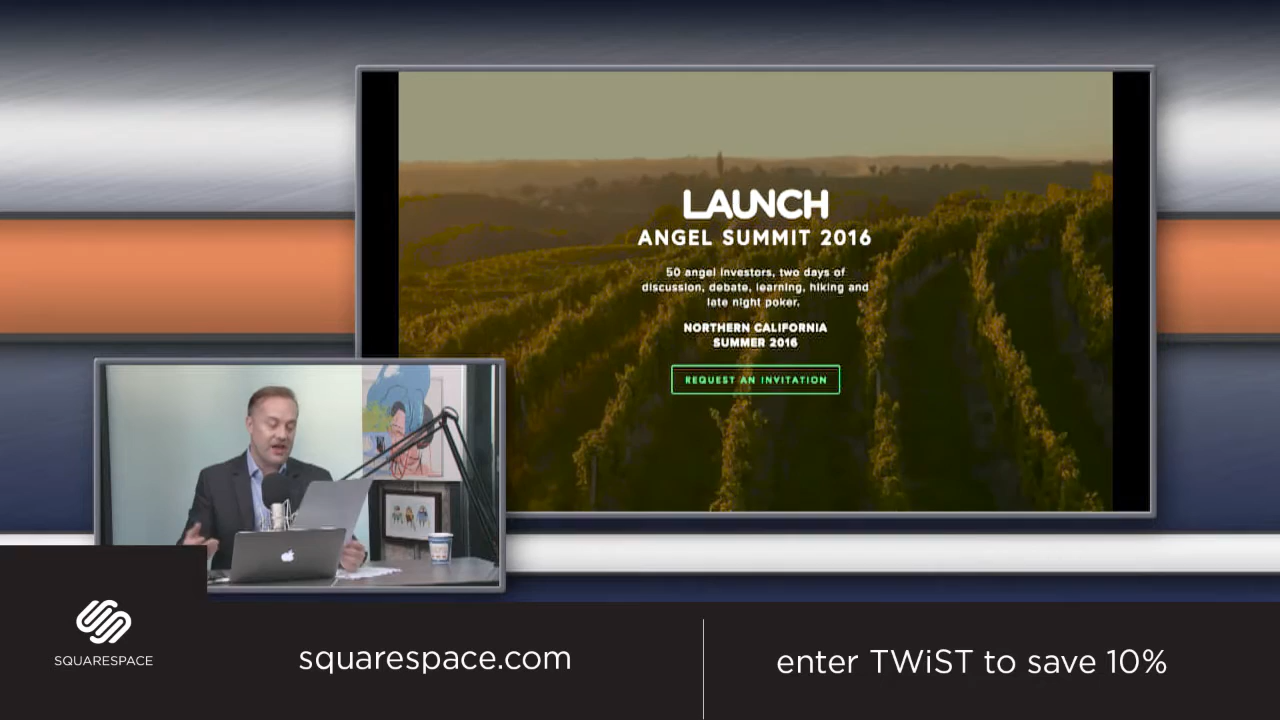 LAUNCH
ANGEL SUMMIT 2016
50 angel investors, two days of
discussion, debate, learning, hiking and
late night poker.
NORTHERN CALIFORNIA
SUMMER 2016
REQUEST AN INVITATION
SQUARESPACE
squarespace.com
enter TWiST to save 10%